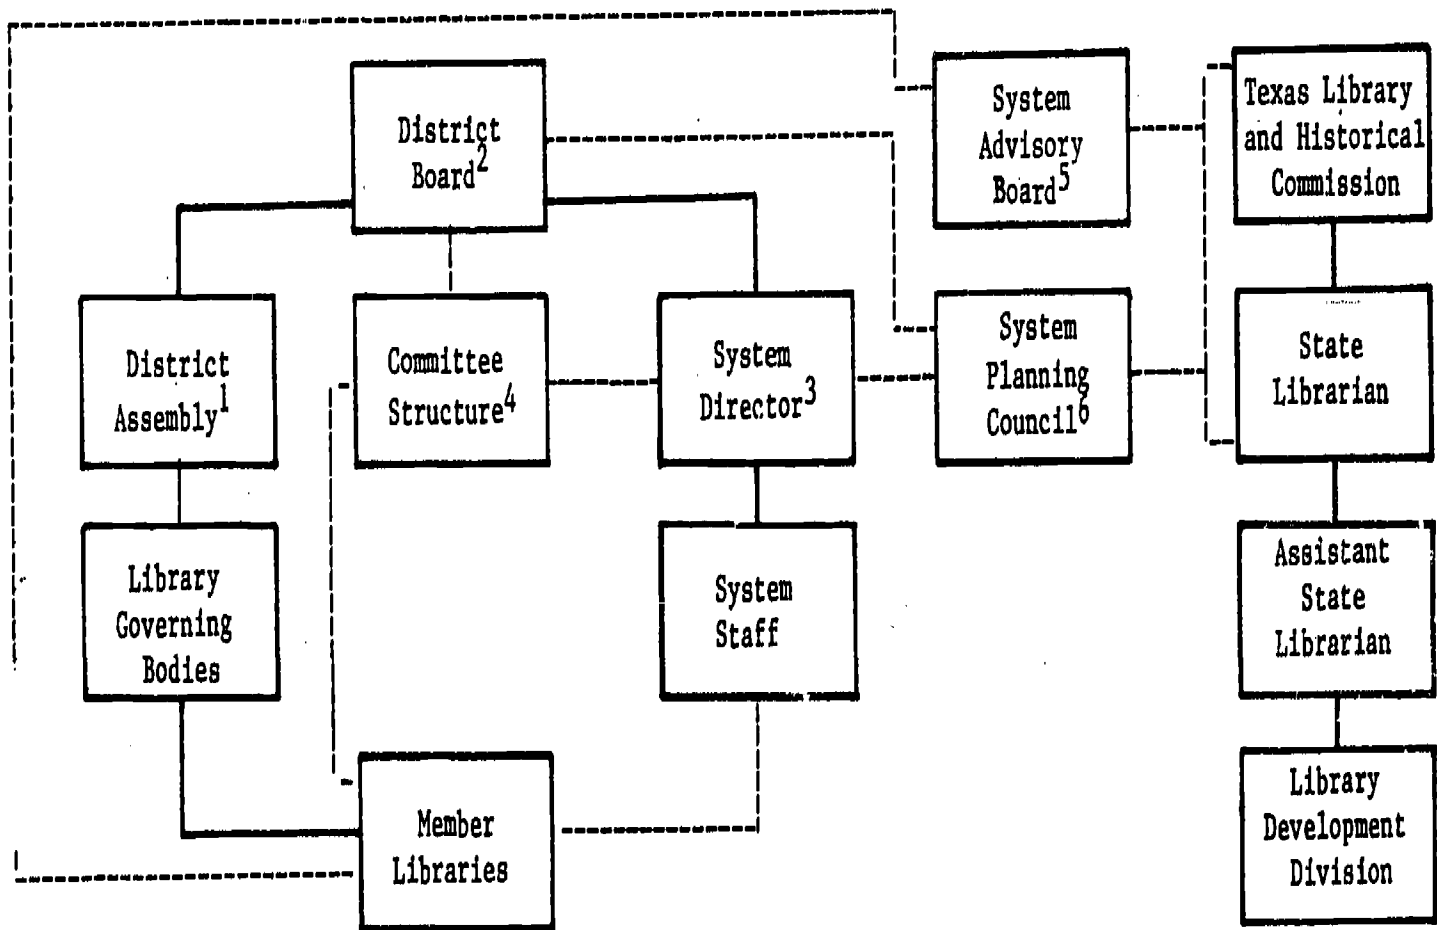 District
Board2
System
Advisory
Board5
Texas Library
and Historical
Commission
District
Assembly1
Committee
Structure4
System
Director3
System
Planning
Council6
State
Librarian
Library
Governing
Bodies
System
Staff
Assistant
State
Librarian
Member
Libraries
Library
Development
Division